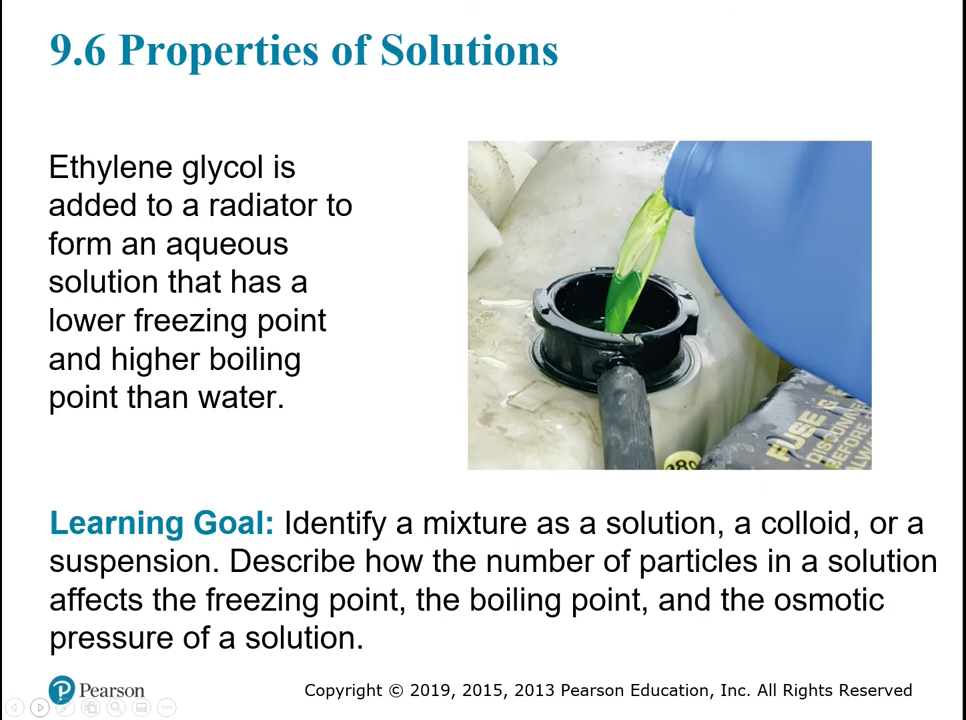 9.6 Properties of Solutions
Ethylene glycol is
added to a radiator to
form an aqueous
solution that has a
lower freezing point
and higher boiling
point than water.
FUSE &
BEFORE
Learning Goal: Identify a mixture as a solution, a colloid, or a
suspension. Describe how the number of particles in a solution
affects the freezing point, the boiling point, and the osmotic
pressure of a solution.
Pearson
Copyright © 2019, 2015, 2013 Pearson Education, Inc. All Rights Reserved